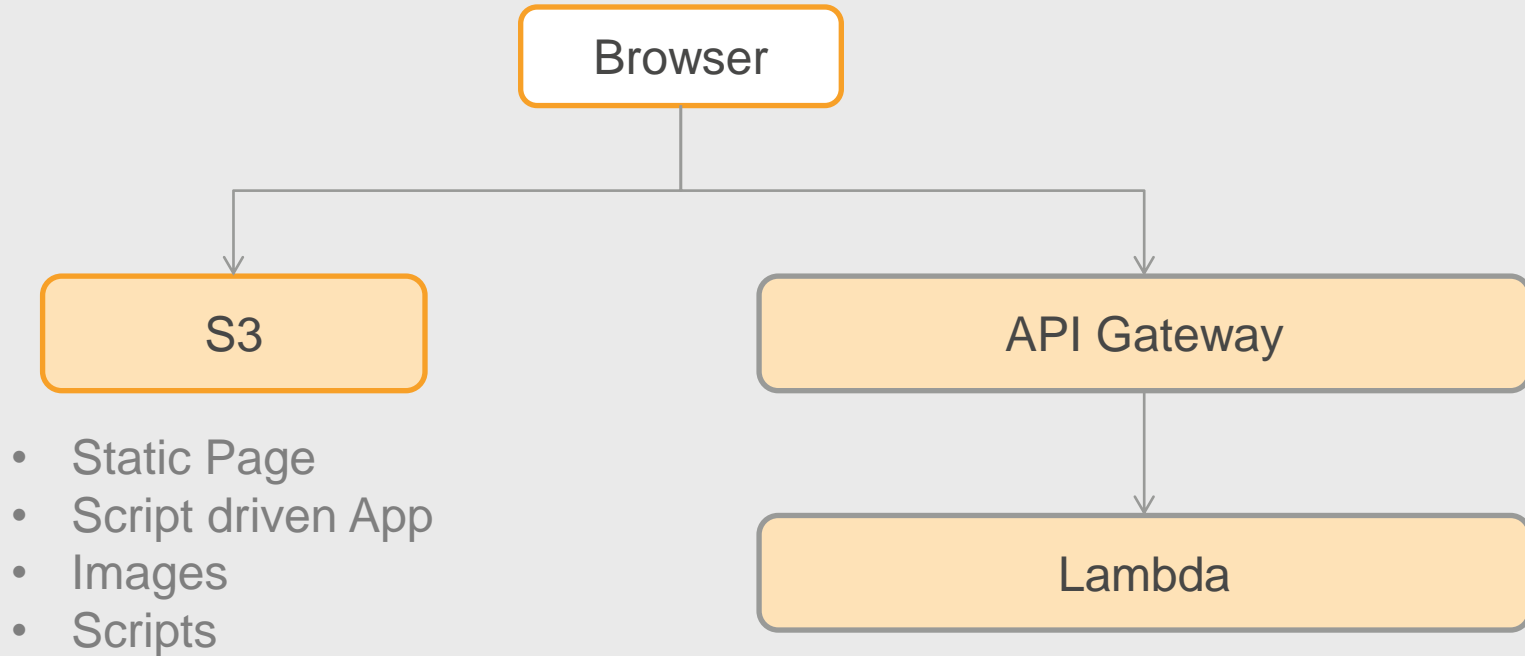 Browser
S3
API Gateway
• Static Page
• Script driven App
• Images
• Scripts
Lambda